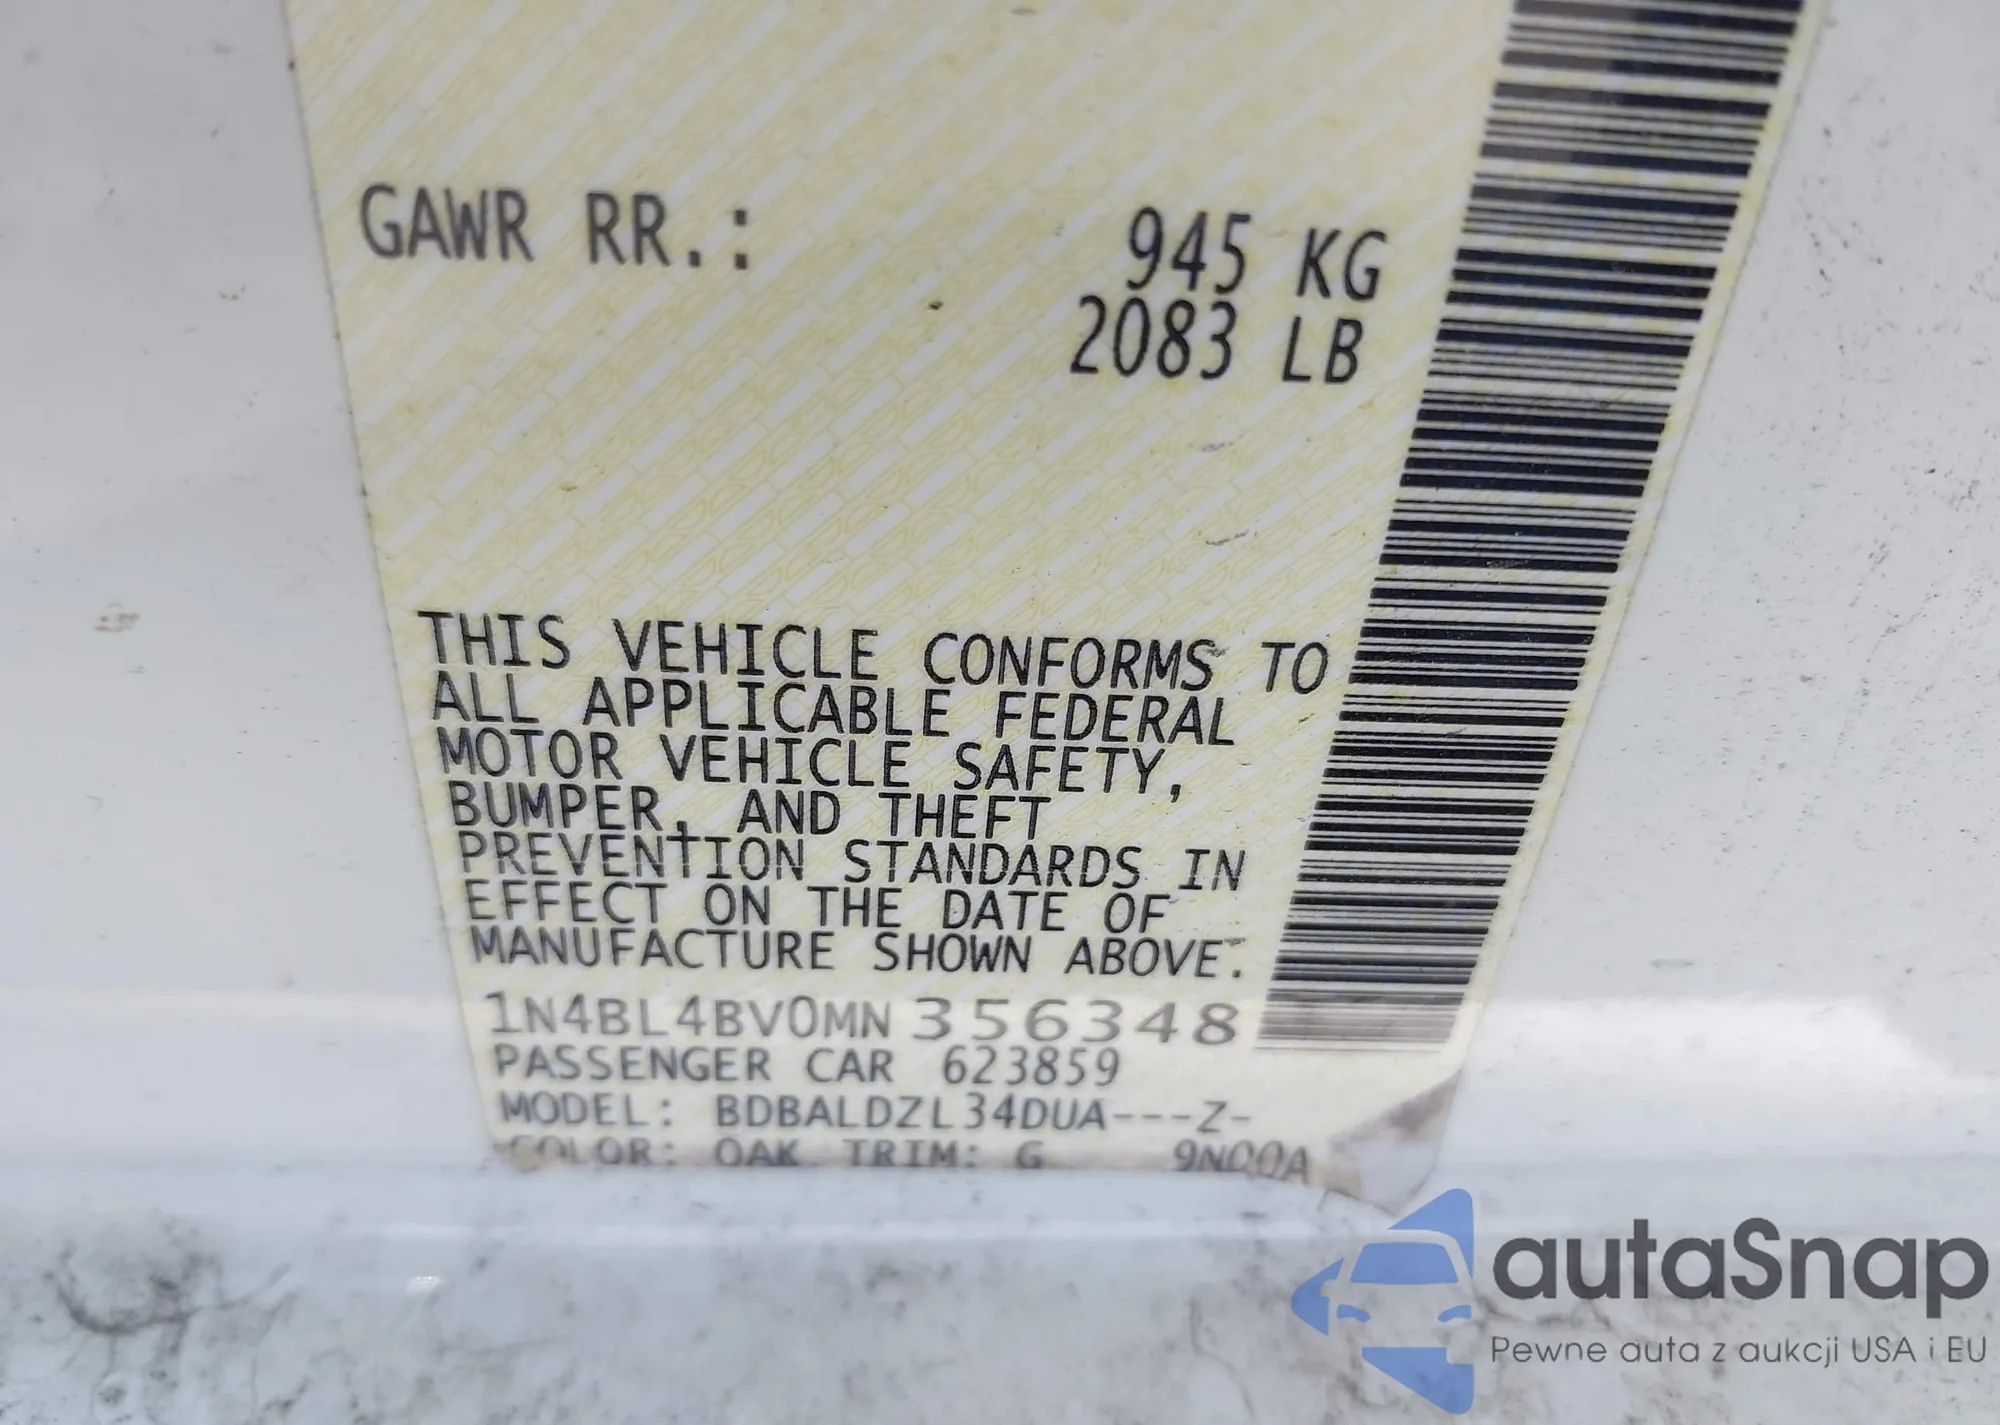 GAWR RR.: 945 KG
2083 LB
THIS VEHICLE CONFORMS TO
ALL APPLICABLE FEDERAL
MOTOR VEHICLE SAFETY,
BUMPER, AND THEFT
PREVENTION STANDARDS IN
EFFECT ON THE DATE OF
MANUFACTURE SHOWN ABOVE.
1N4BL4BV0MN356348
PASSENGER CAR 623859
MODEL: BDBALDZL34DUA---Z-
COLOR: QAK TRIM: G
autaSnap
Pewne auta z aukcji USA i EU